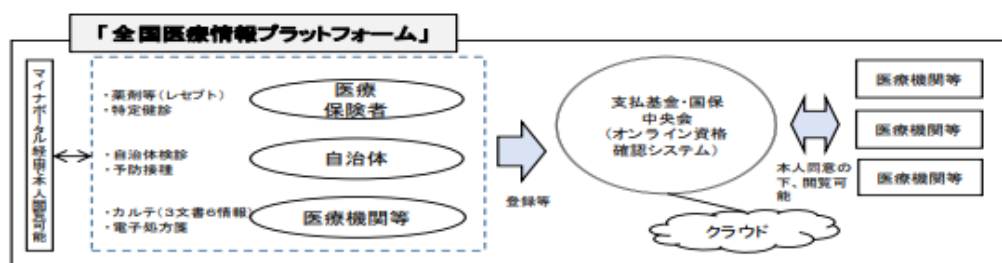 「全国医療情報プラットフォーム」
マイナポータル経由で本人閲覧可能
・薬剤等(レセプト)
・特定健診
医療
保険者
・自治体検診
・予防接種
自治体
・カルテ(3文書6情報)
・電子処方箋
医療機関等
登録等
支払基金・国保
中央会
(オンライン資格
確認システム)
クラウド
本人同意の
下、閲覧可
能
医療機関等
医療機関等
医療機関等